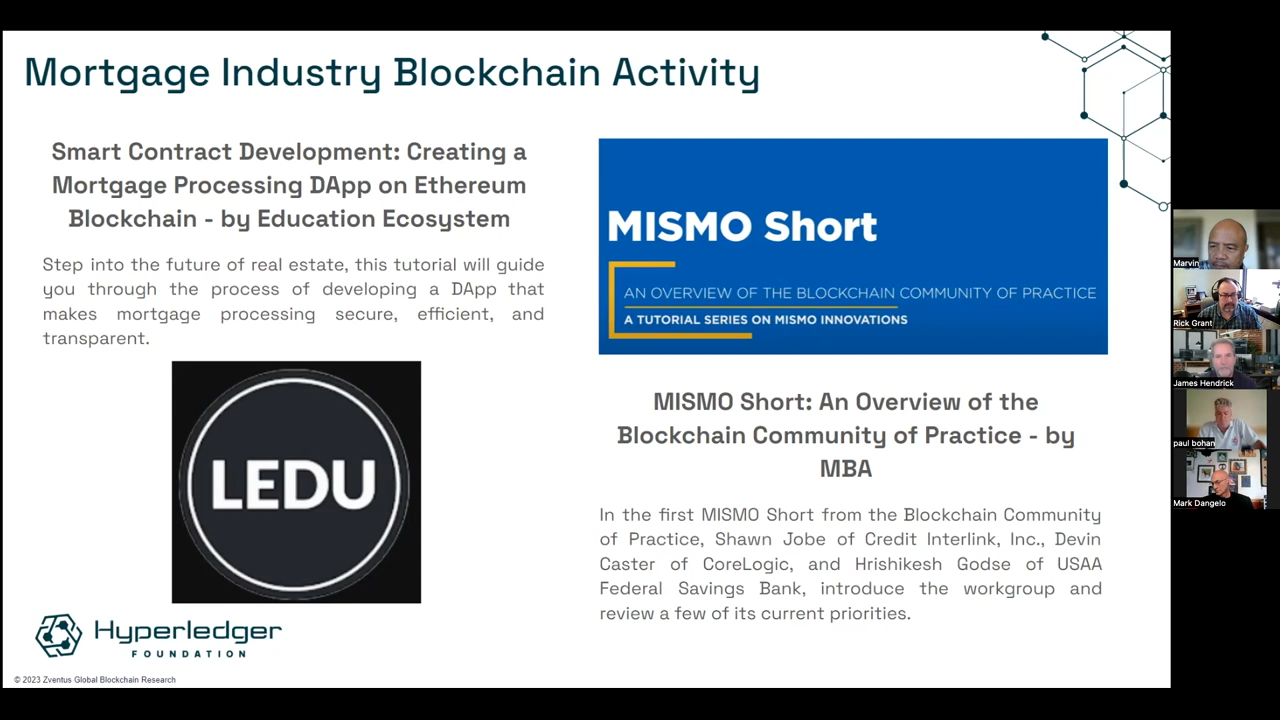 Mortgage Industry Blockchain Activity
Smart Contract Development: Creating a
Mortgage Processing DApp on Ethereum
Blockchain - by Education Ecosystem
Step into the future of real estate, this tutorial will guide
you through the process of developing a DApp that
makes mortgage processing secure, efficient, and
transparent.
LEDU
MISMO Short
AN OVERVIEW OF THE BLOCKCHAIN COMMUNITY OF PRACTICE
A TUTORIAL SERIES ON MISMO INNOVATIONS
MISMO Short: An Overview of the
Blockchain Community of Practice - by
MBA
In the first MISMO Short from the Blockchain Community
of Practice, Shawn Jobe of Credit Interlink, Inc., Devin
Caster of CoreLogic, and Hrishikesh Godse of USAA
Federal Savings Bank, introduce the workgroup and
review a few of its current priorities.
Hyperledger
FOUNDATION
© 2023 Zventus Global Blockchain Research
Marvin
Rick Grant
James Hendrick
paul bohan
Mark Dangelo